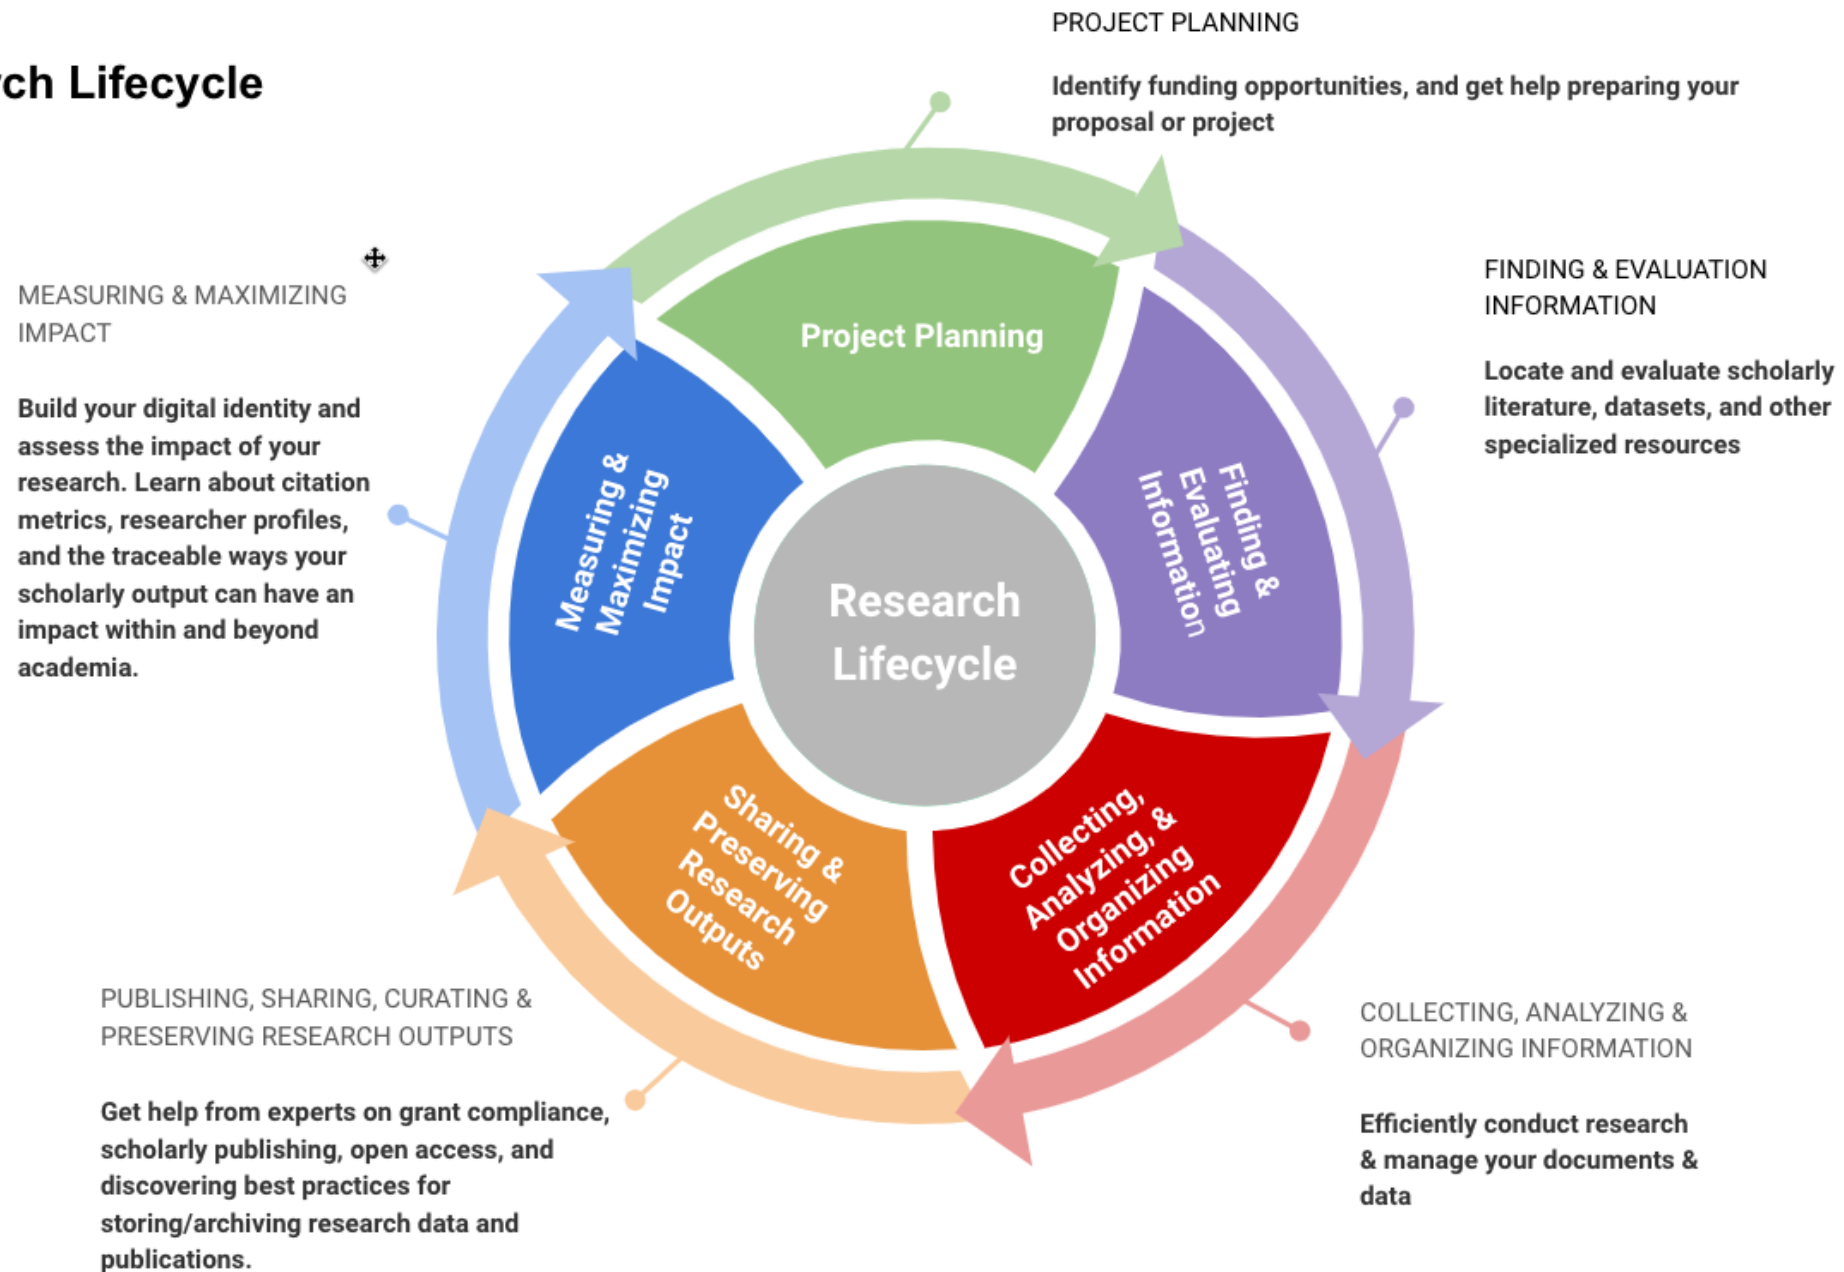 rch Lifecycle
PROJECT PLANNING
Identify funding opportunities, and get help preparing your
proposal or project
FINDING & EVALUATION
INFORMATION
Locate and evaluate scholarly
literature, datasets, and other
specialized resources
COLLECTING, ANALYZING &
ORGANIZING INFORMATION
Efficiently conduct research
& manage your documents &
data
PUBLISHING, SHARING, CURATING &
PRESERVING RESEARCH OUTPUTS
Get help from experts on grant compliance,
scholarly publishing, open access, and
discovering best practices for
storing/archiving research data and
publications.
MEASURING & MAXIMIZING
IMPACT
Build your digital identity and
assess the impact of your
research. Learn about citation
metrics, researcher profiles,
and the traceable ways your
scholarly output can have an
impact within and beyond
academia.
Project Planning
Finding &
Evaluating
Information
Collecting,
Analyzing, &
Organizing
Information
Sharing &
Preserving
Research
Outputs
Measuring &
Maximizing
Impact
Research
Lifecycle